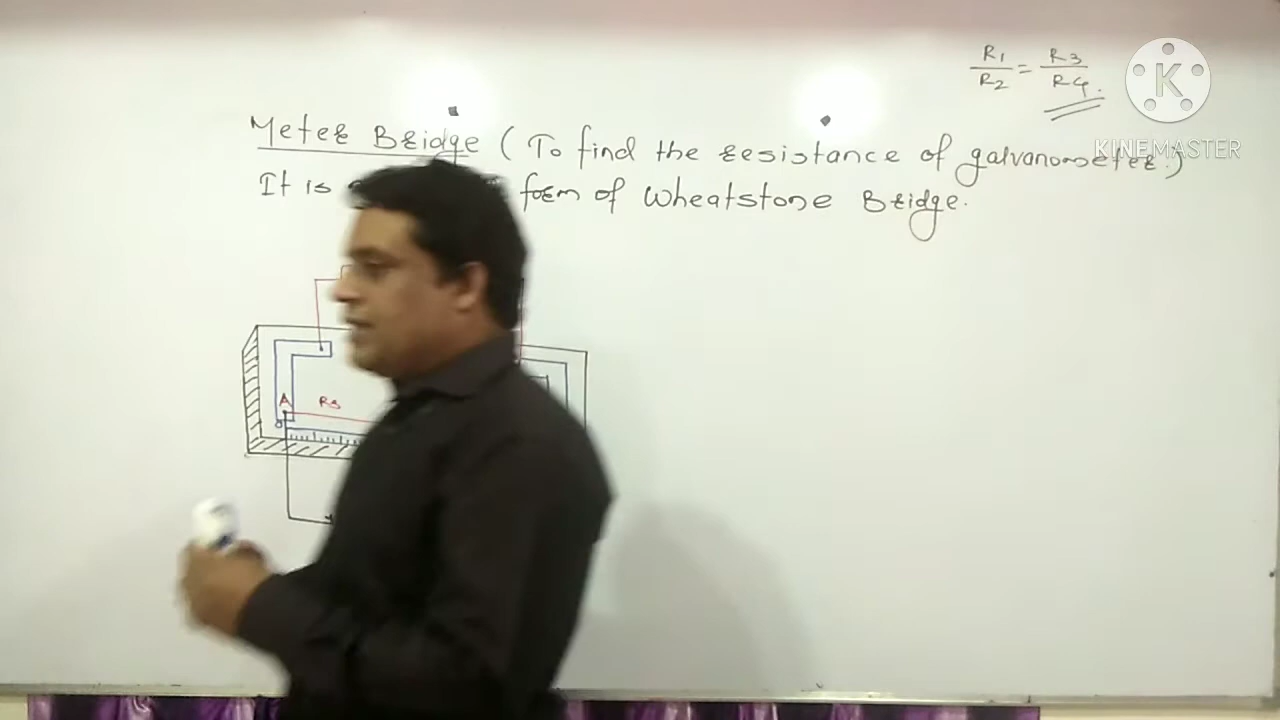 R1/R2 = R3/R4.
K
KINEMASTER
Meter Bridge (To find the resistance of galvanometer.)
It is form of Wheatstone Bridge.
A R3